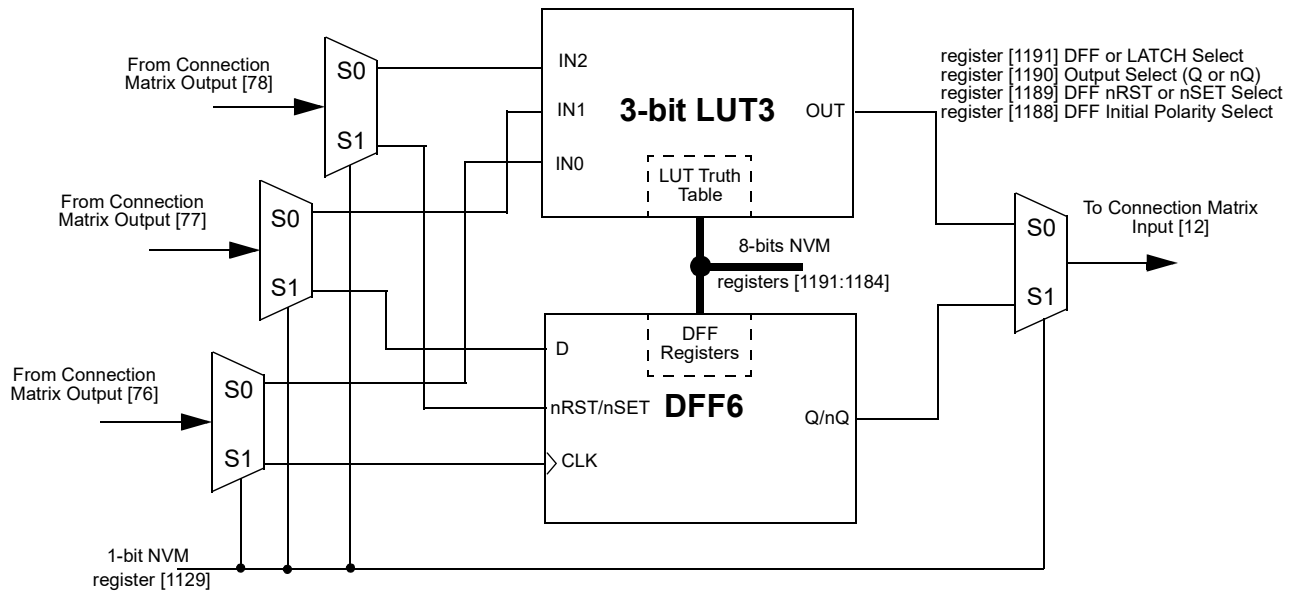 From Connection
Matrix Output [78]
S0
S1
IN2
IN1
IN0
3-bit LUT3
OUT
LUT Truth
Table
register [1191] DFF or LATCH Select
register [1190] Output Select (Q or nQ)
register [1189] DFF nRST or nSET Select
register [1188] DFF Initial Polarity Select
From Connection
Matrix Output [77]
S0
S1
8-bits NVM
registers [1191:1184]
S0
S1
To Connection Matrix
Input [12]
From Connection
Matrix Output [76]
S0
S1
DFF
Registers
D
nRST/nSET
CLK
DFF6
Q/nQ
1-bit NVM
register [1129]